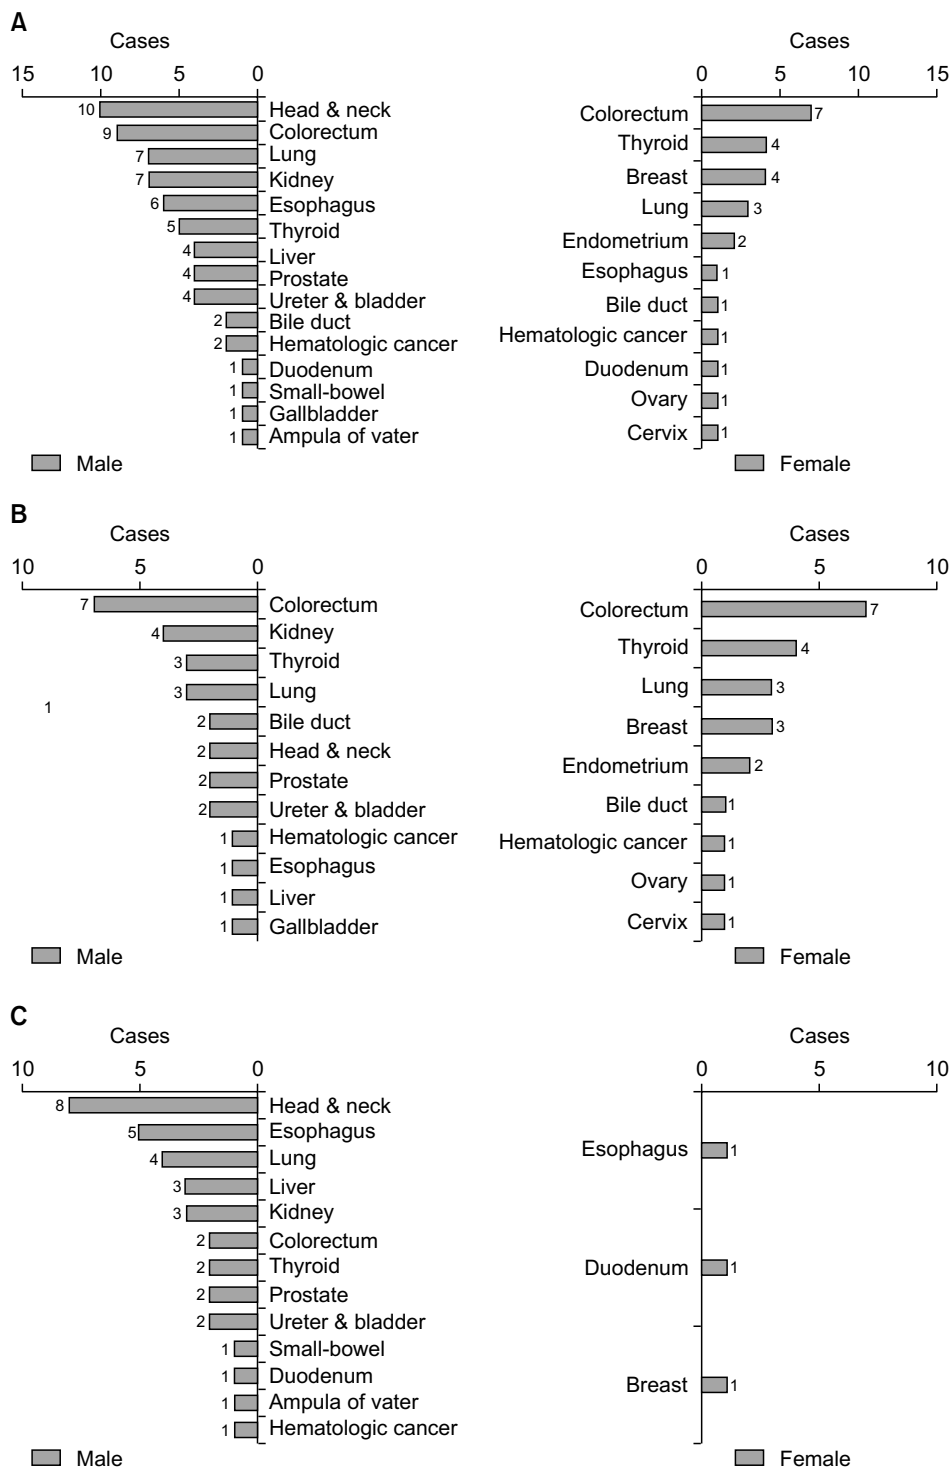 A
Cases
15 10 5 0
10 Head & neck
9 Colorectum
7 Lung
7 Kidney
6 Esophagus
5 Thyroid
4 Liver
4 Prostate
4 Ureter & bladder
2 Bile duct
2 Hematologic cancer
1 Duodenum
1 Small-bowel
1 Gallbladder
1 Ampula of vater
Male
Cases
0 5 10 15
Colorectum 7
Thyroid 4
Breast 4
Lung 3
Endometrium 2
Esophagus 1
Bile duct 1
Hematologic cancer 1
Duodenum 1
Ovary 1
Cervix 1
Female
B
Cases
10 5 0
7 Colorectum
4 Kidney
3 Thyroid
3 Lung
1
2 Bile duct
2 Head & neck
2 Prostate
2 Ureter & bladder
1 Hematologic cancer
1 Esophagus
1 Liver
1 Gallbladder
Male
Cases
0 5 10
Colorectum 7
Thyroid 4
Lung 3
Breast 3
Endometrium 2
Bile duct 1
Hematologic cancer 1
Ovary 1
Cervix 1
Female
C
Cases
10 5 0
8 Head & neck
5 Esophagus
4 Lung
3 Liver
3 Kidney
2 Colorectum
2 Thyroid
2 Prostate
2 Ureter & bladder
1 Small-bowel
1 Duodenum
1 Ampula of vater
1 Hematologic cancer
Male
Cases
0 5 10
Esophagus 1
Duodenum 1
Breast 1
Female